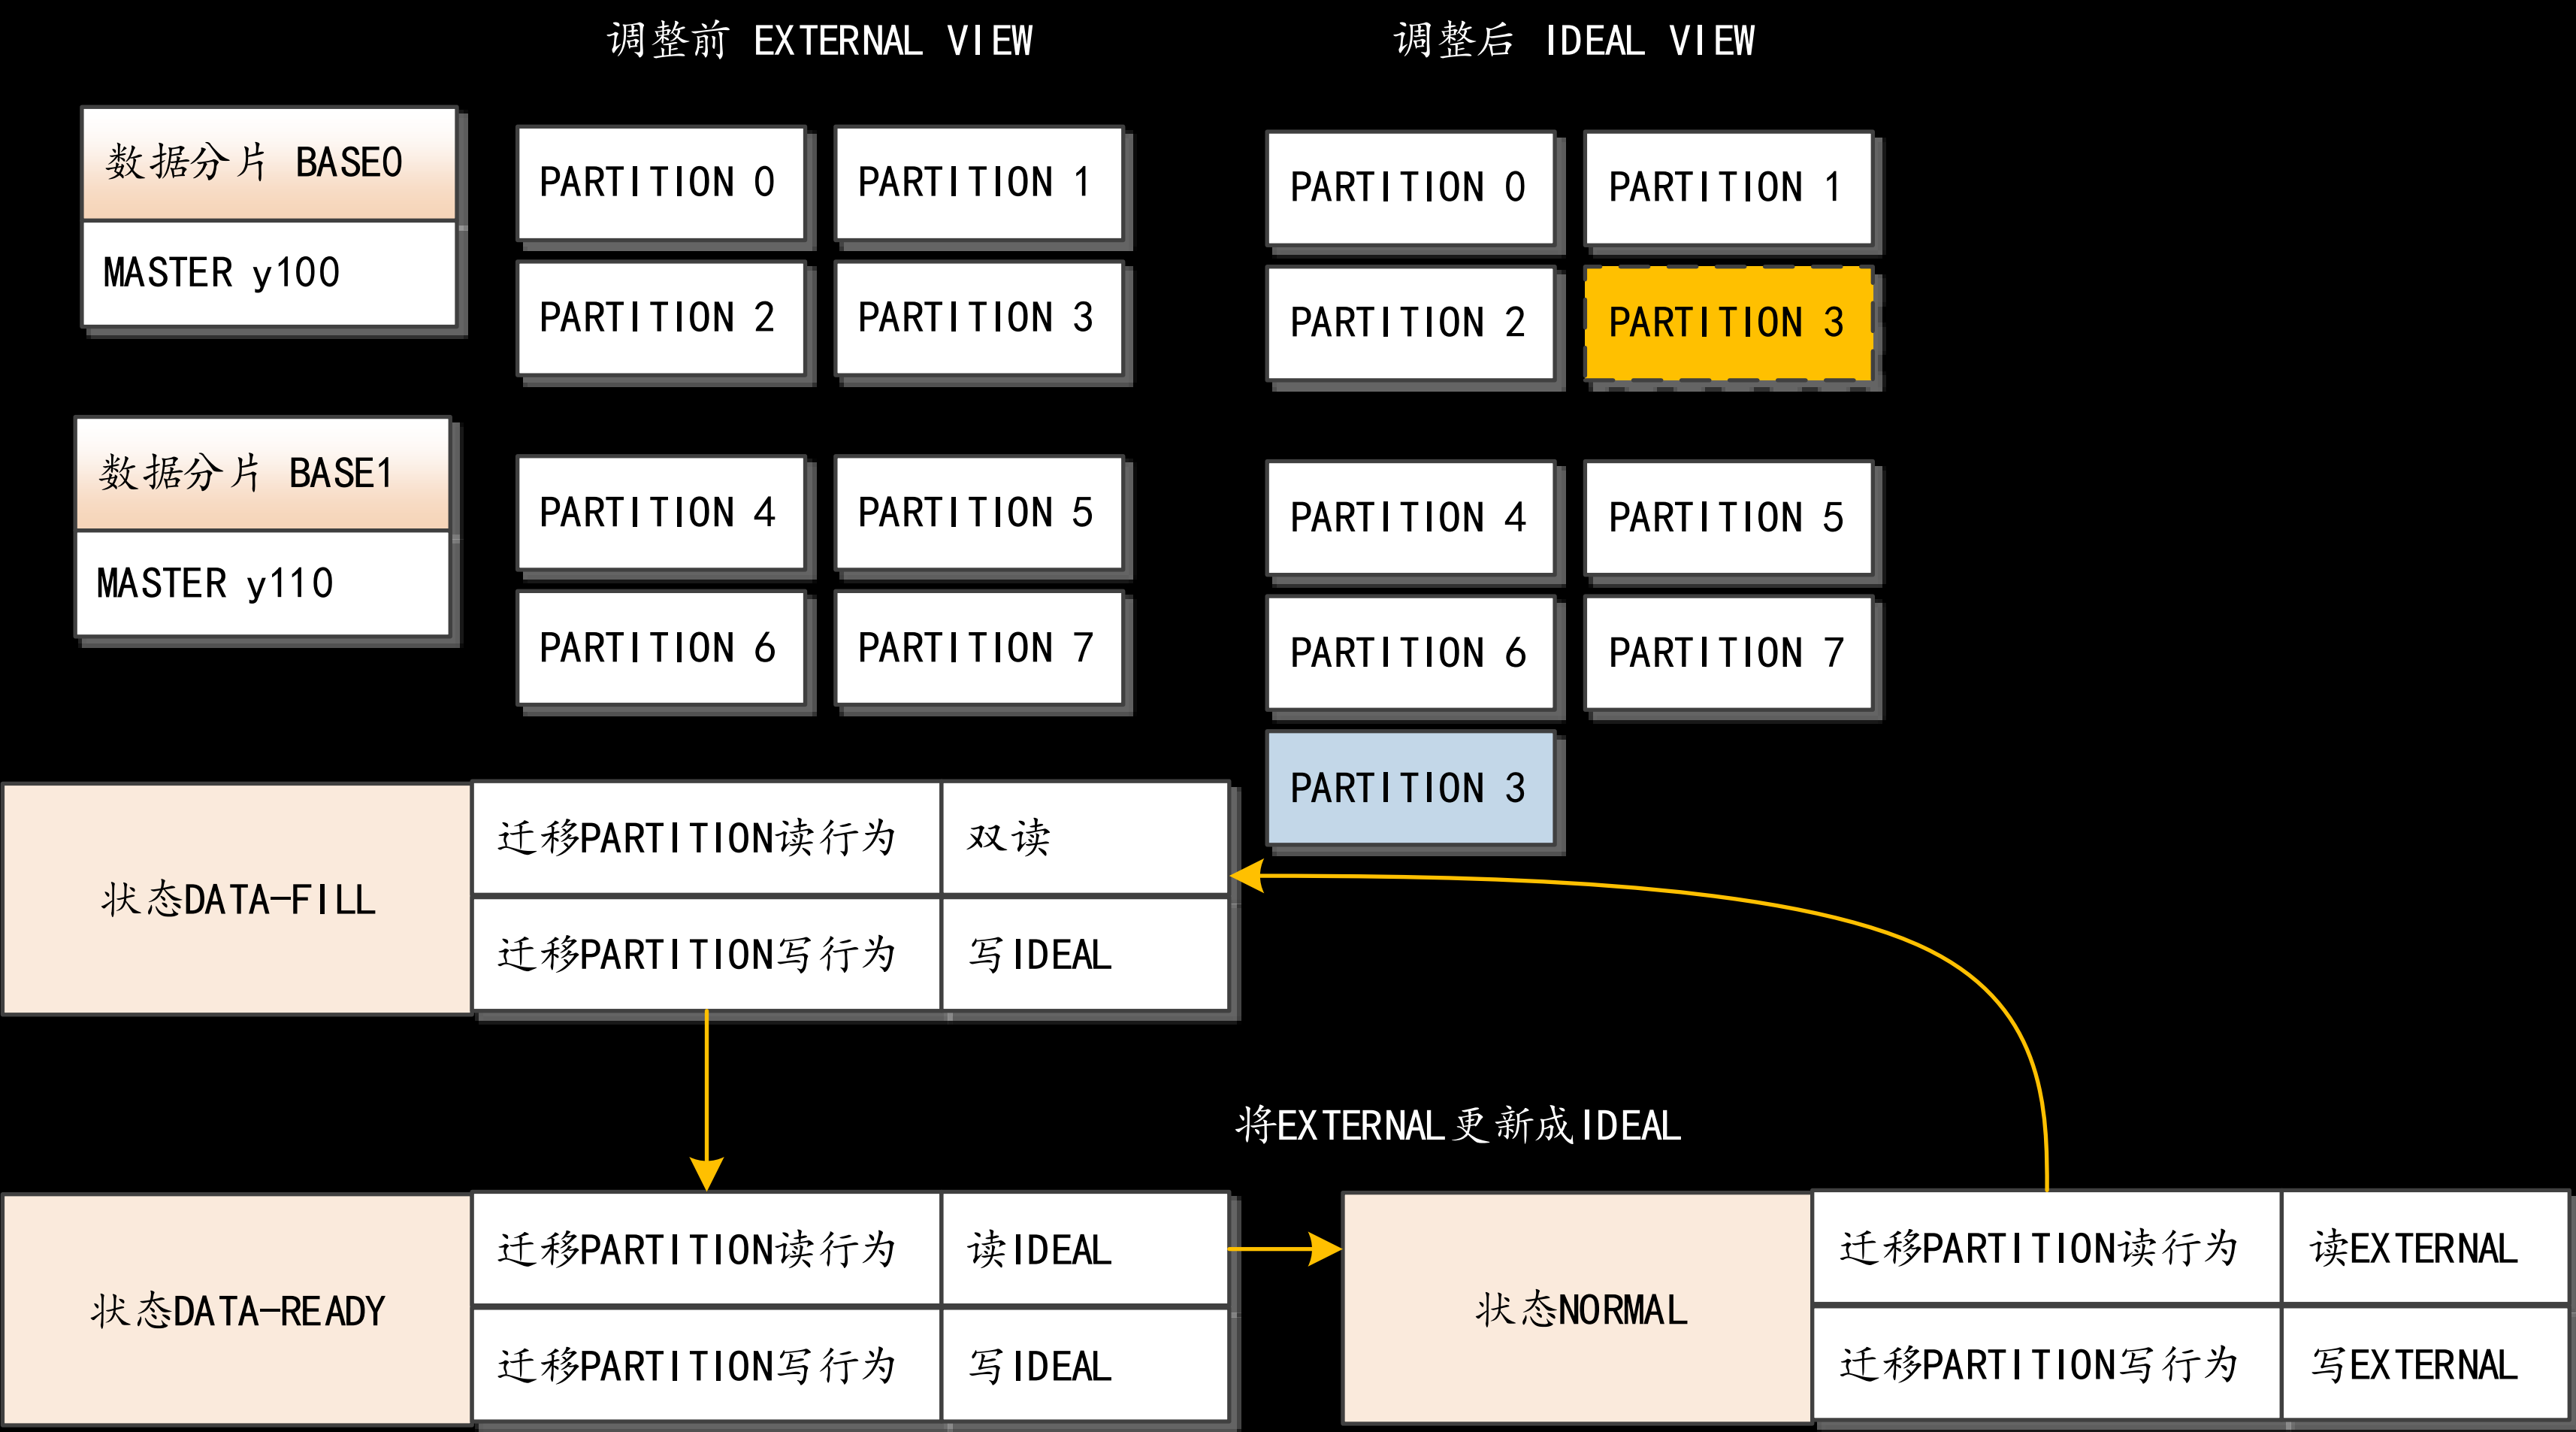 调整前 EXTERNAL VIEW
调整后 IDEAL VIEW
数据分片 BASE0
MASTER y100
PARTITION 0
PARTITION 1
PARTITION 2
PARTITION 3
PARTITION 0
PARTITION 1
PARTITION 2
PARTITION 3
数据分片 BASE1
MASTER y110
PARTITION 4
PARTITION 5
PARTITION 6
PARTITION 7
PARTITION 4
PARTITION 5
PARTITION 6
PARTITION 7
PARTITION 3
状态DATA-FILL
迁移PARTITION读行为
双读
迁移PARTITION写行为
写IDEAL
将EXTERNAL更新成IDEAL
状态DATA-READY
迁移PARTITION读行为
读IDEAL
迁移PARTITION写行为
写IDEAL
状态NORMAL
迁移PARTITION读行为
读EXTERNAL
迁移PARTITION写行为
写EXTERNAL